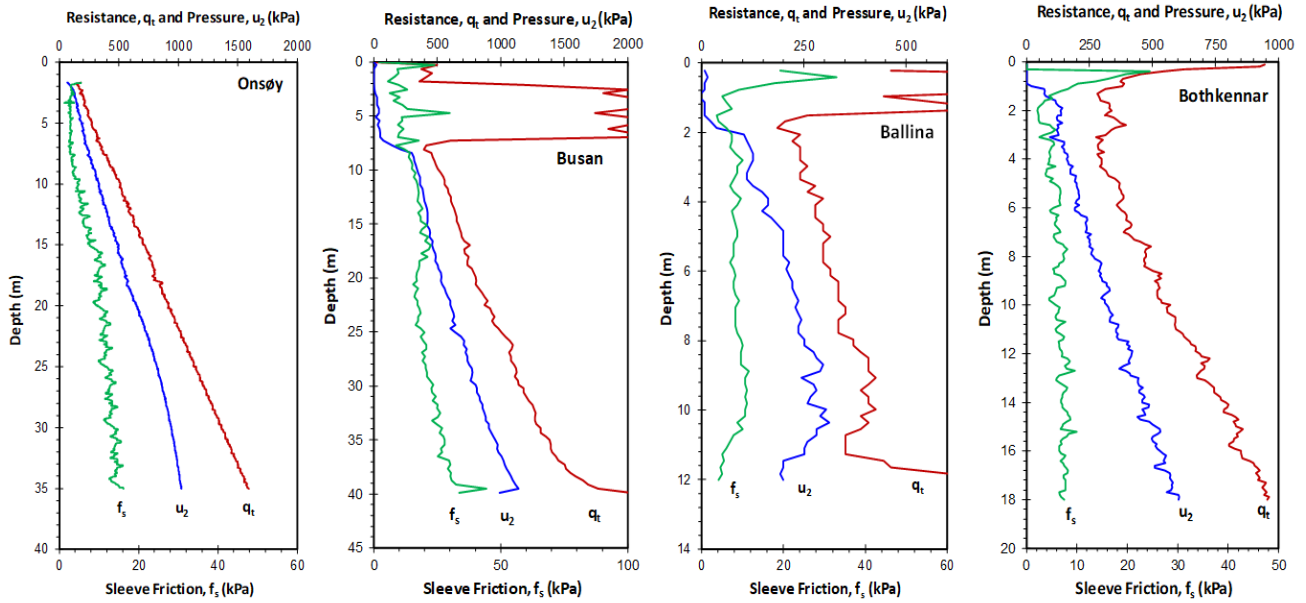 Resistance, qt and Pressure, u2 (kPa)
0 500 1000 1500 2000
Onsøy
Depth (m)
0
5
10
15
20
25
30
35
40
fs u2 qt
0 20 40 60
Sleeve Friction, fs (kPa)
Resistance, qt and Pressure, u2 (kPa)
0 500 1000 1500 2000
Busan
Depth (m)
0
5
10
15
20
25
30
35
40
45
fs u2 qt
0 20 40 60 80 100
Sleeve Friction, fs (kPa)
Resistance, qt and Pressure, u2 (kPa)
0 250 500
Ballina
Depth (m)
0
2
4
6
8
10
12
14
fs u2 qt
0 10 20 30 40 50 60
Sleeve Friction, fs (kPa)
Resistance, qt and Pressure, u2 (kPa)
0 250 500 750 1000
Bothkennar
Depth (m)
0
2
4
6
8
10
12
14
16
18
20
fs u2 qt
0 10 20 30 40 50
Sleeve Friction, fs (kPa)